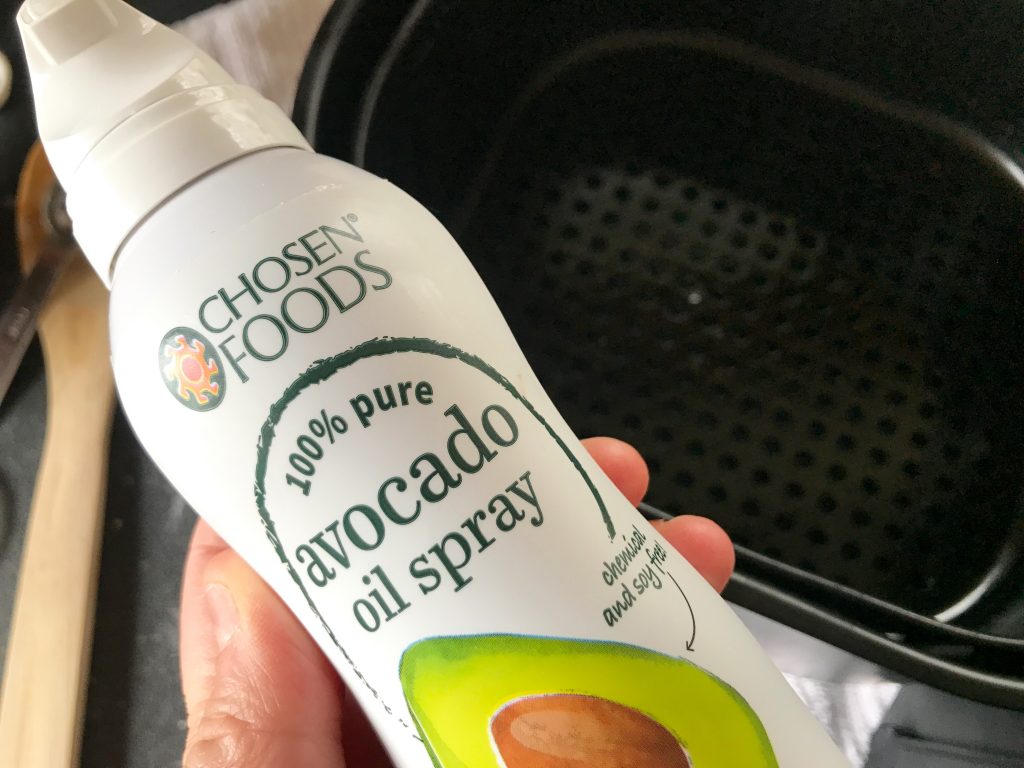 CHOSEN®
FOODS
100% pure
avocado
oil spray
chemical
and soy free!